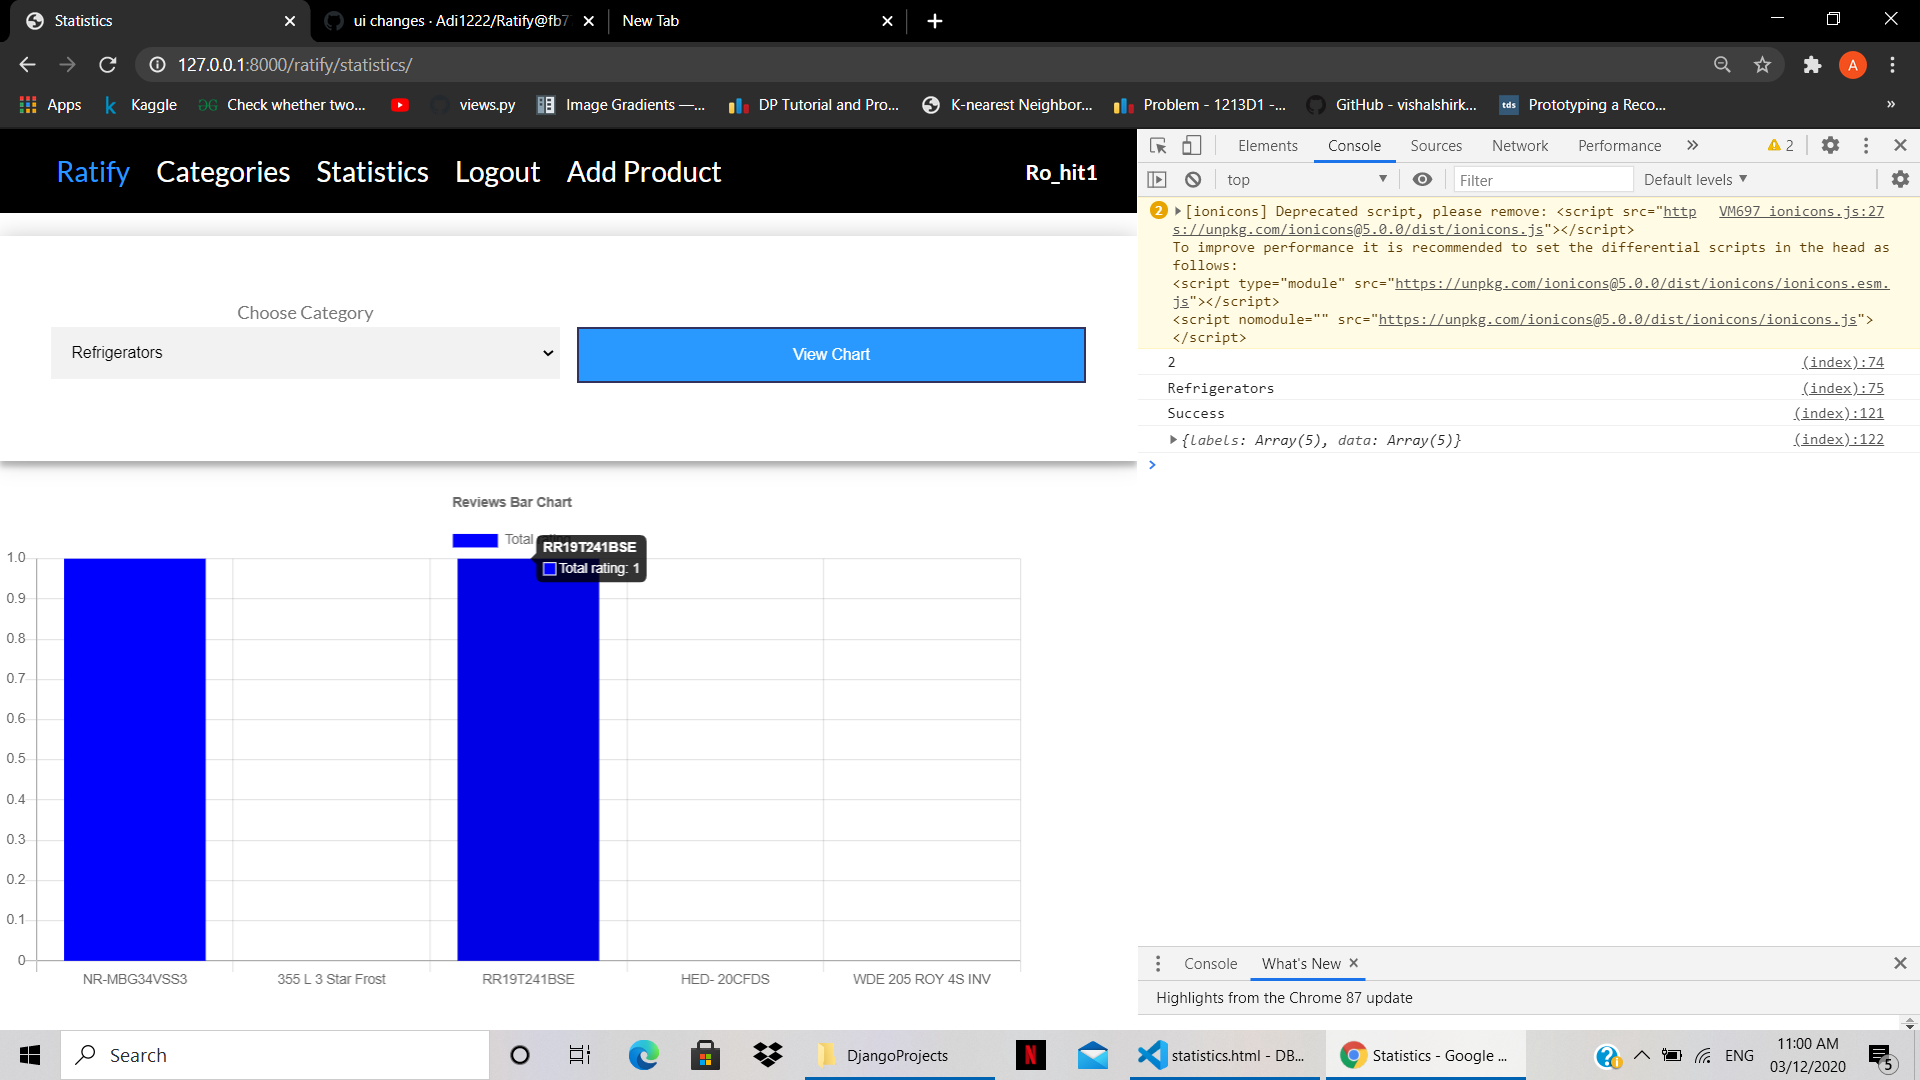 Statistics
ui changes · Adi1222/Ratify@fb7
New Tab
127.0.0.1:8000/ratify/statistics/
A
Apps
Kaggle
Check whether two...
views.py
Image Gradients —...
DP Tutorial and Pro...
K-nearest Neighbor...
Problem - 1213D1 -...
GitHub - vishalshirk...
tds
Prototyping a Reco...
»
Ratify
Categories
Statistics
Logout
Add Product
Ro_hit1
Choose Category
Refrigerators
View Chart
Reviews Bar Chart
Total
RR19T241BSE
Total rating: 1
1.0
0.9
0.8
0.7
0.6
0.5
0.4
0.3
0.2
0.1
0
NR-MBG34VSS3
355 L 3 Star Frost
RR19T241BSE
HED- 20CFDS
WDE 205 ROY 4S INV
Elements
Console
Sources
Network
Performance
»
2
top
Filter
Default levels
2
[ionicons] Deprecated script, please remove: <script src="http
VM697 ionicons.js:27
s://unpkg.com/ionicons@5.0.0/dist/ionicons.js"></script>
To improve performance it is recommended to set the differential scripts in the head as
follows:
<script type="module" src="https://unpkg.com/ionicons@5.0.0/dist/ionicons/ionicons.esm.
js"></script>
<script nomodule="" src="https://unpkg.com/ionicons@5.0.0/dist/ionicons/ionicons.js">
</script>
2
(index):74
Refrigerators
(index):75
Success
(index):121
{labels: Array(5), data: Array(5)}
(index):122
Console
What's New
Highlights from the Chrome 87 update
Search
DjangoProjects
statistics.html - DB...
Statistics - Google ...
ENG
11:00 AM
03/12/2020
5